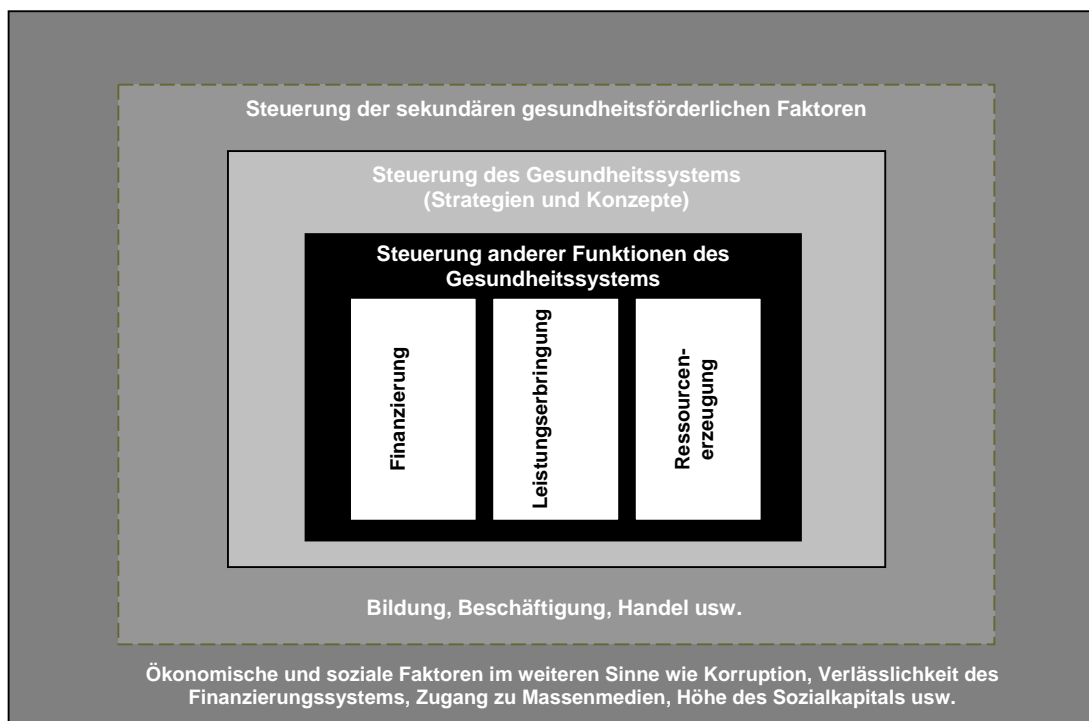 Steuerung der sekundären gesundheitsförderlichen Faktoren
Steuerung des Gesundheitssystems
(Strategien und Konzepte)
Steuerung anderer Funktionen des
Gesundheitssystems
Finanzierung
Leistungserbringung
Ressourcen-
erzeugung
Bildung, Beschäftigung, Handel usw.
Ökonomische und soziale Faktoren im weiteren Sinne wie Korruption, Verlässlichkeit des
Finanzierungssystems, Zugang zu Massenmedien, Höhe des Sozialkapitals usw.